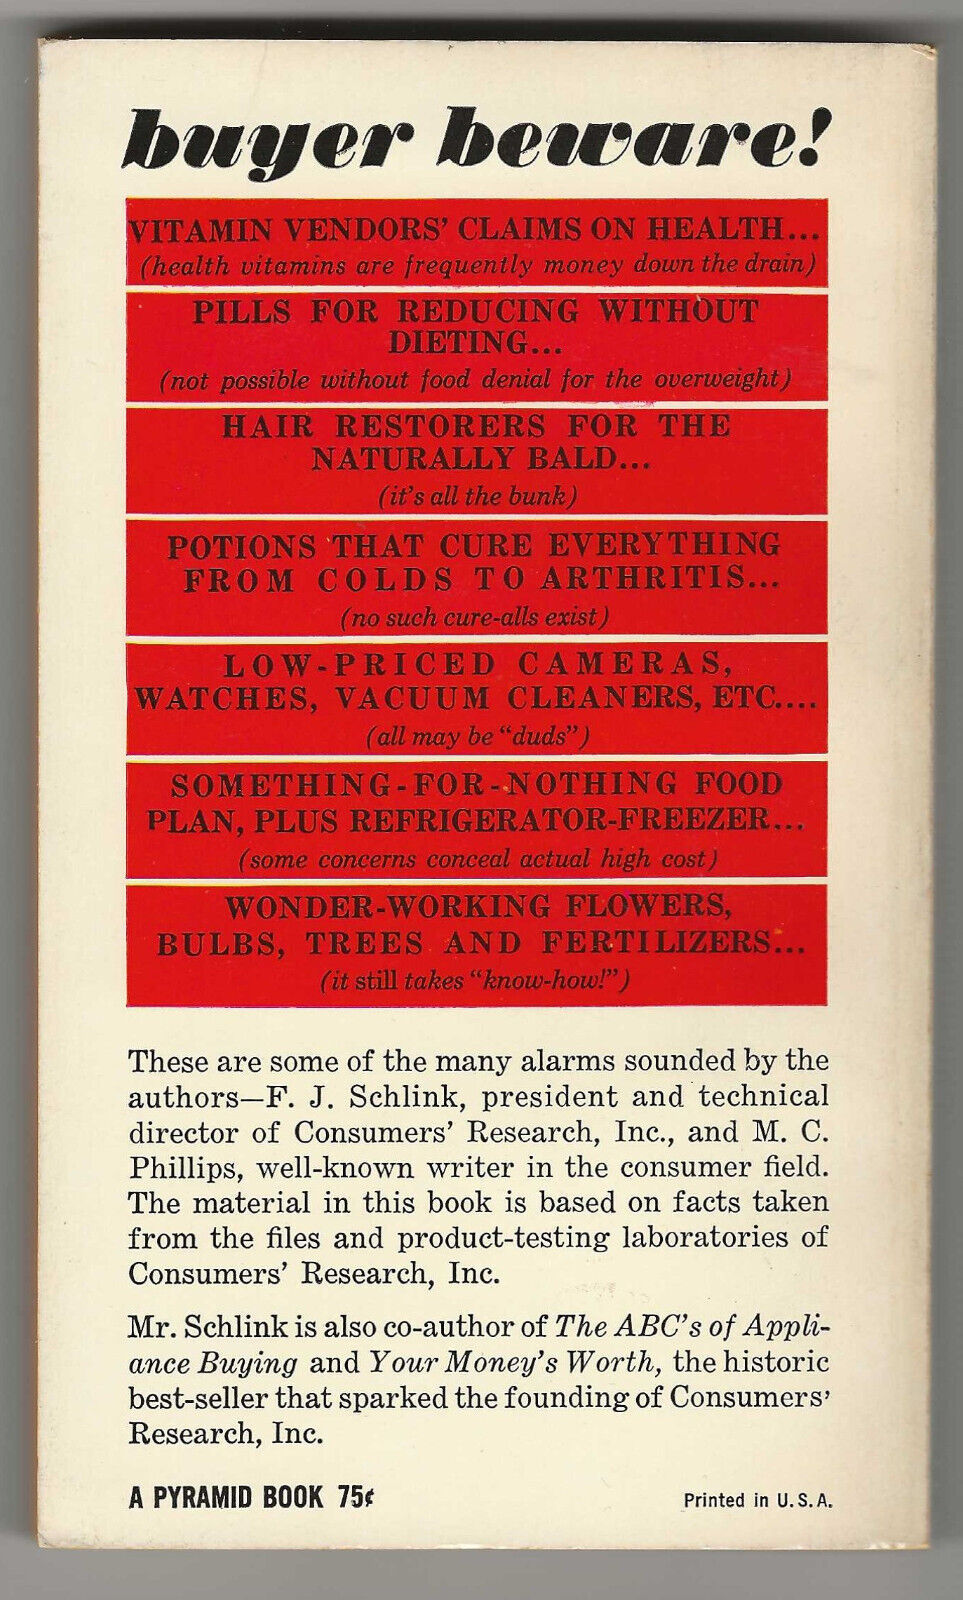 buyer beware!
VITAMIN VENDORS' CLAIMS ON HEALTH...
(health vitamins are frequently money down the drain)
PILLS FOR REDUCING WITHOUT
DIETING...
(not possible without food denial for the overweight)
HAIR RESTORERS FOR THE
NATURALLY BALD...
(it's all the bunk)
POTIONS THAT CURE EVERYTHING
FROM COLDS TO ARTHRITIS...
(no such cure-alls exist)
LOW-PRICED CAMERAS,
WATCHES, VACUUM CLEANERS, ETC....
(all may be "duds")
SOMETHING-FOR-NOTHING FOOD
PLAN, PLUS REFRIGERATOR-FREEZER...
(some concerns conceal actual high cost)
WONDER-WORKING FLOWERS,
BULBS, TREES AND FERTILIZERS...
(it still takes "know-how!")
These are some of the many alarms sounded by the
authors—F. J. Schlink, president and technical
director of Consumers' Research, Inc., and M. C.
Phillips, well-known writer in the consumer field.
The material in this book is based on facts taken
from the files and product-testing laboratories of
Consumers' Research, Inc.
Mr. Schlink is also co-author of The ABC's of Appli-
ance Buying and Your Money's Worth, the historic
best-seller that sparked the founding of Consumers'
Research, Inc.
A PYRAMID BOOK 75¢
Printed in U.S.A.